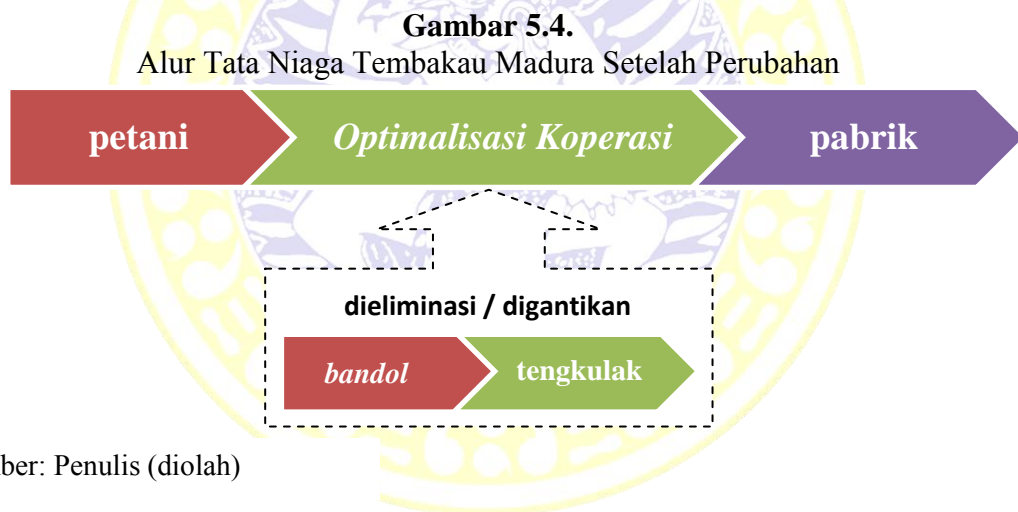 Gambar 5.4.
Alur Tata Niaga Tembakau Madura Setelah Perubahan
petani Optimalisasi Koperasi pabrik
dieliminasi / digantikan
bandol tengkulak
ber: Penulis (diolah)